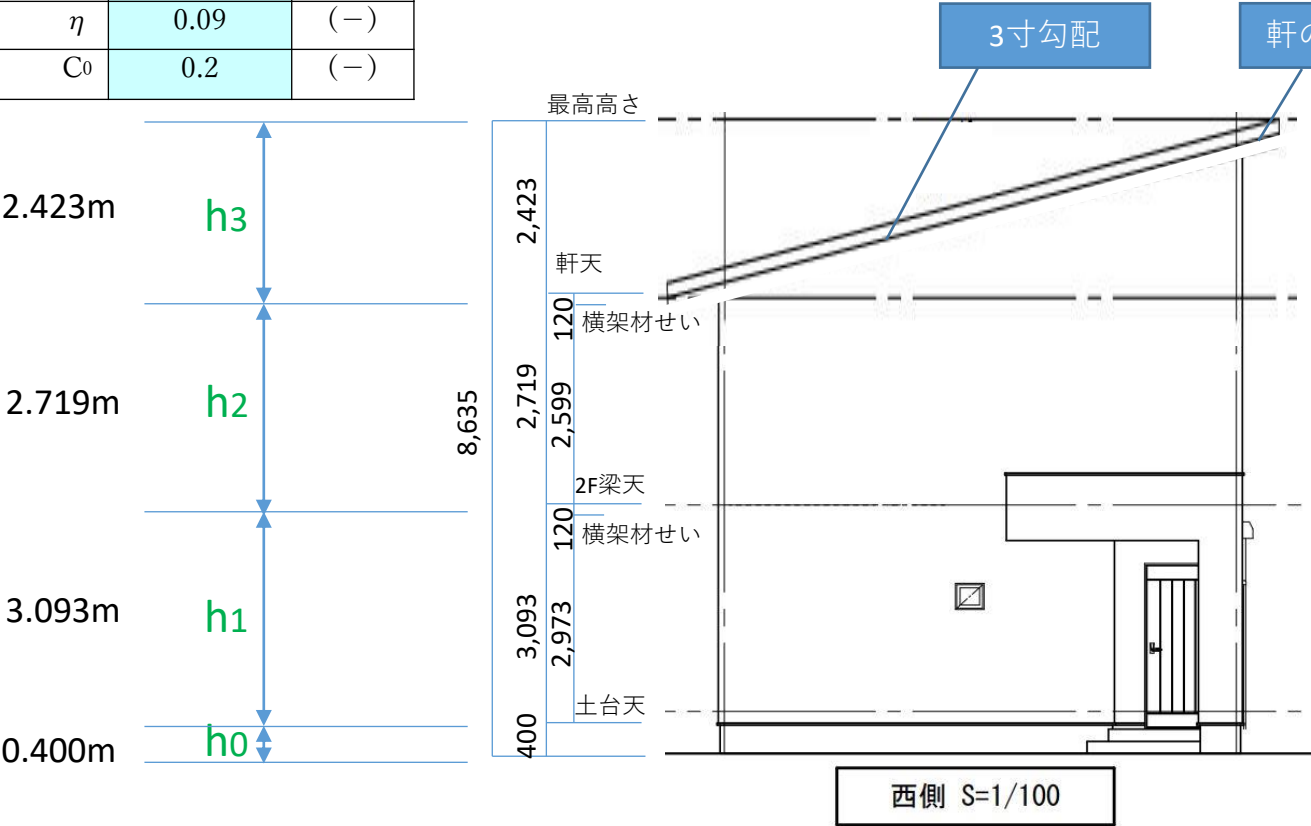 η 0.09 (－)
C0 0.2 (－)
3寸勾配
軒の
最高高さ
2.423m
h3
2,423
軒天
120
横架材せい
2.719m
h2
8,635
2,719
2,599
2F梁天
120
横架材せい
3.093m
h1
3,093
2,973
土台天
0.400m
h0
400
西側 S=1/100